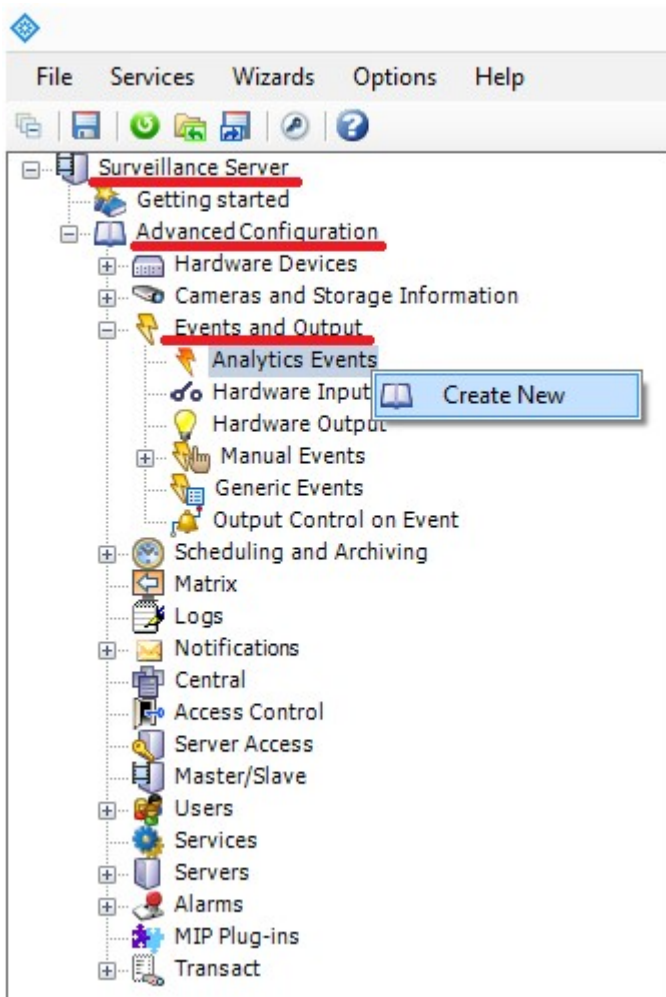 File Services Wizards Options Help
Surveillance Server
Getting started
Advanced Configuration
Hardware Devices
Cameras and Storage Information
Events and Output
Analytics Events
Hardware Input
Create New
Hardware Output
Manual Events
Generic Events
Output Control on Event
Scheduling and Archiving
Matrix
Logs
Notifications
Central
Access Control
Server Access
Master/Slave
Users
Services
Servers
Alarms
MIP Plug-ins
Transact